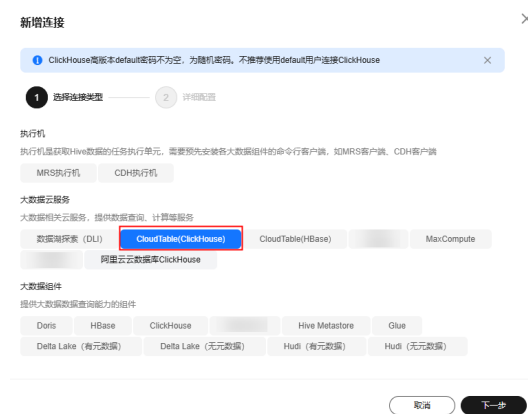 新增连接
ClickHouse高版本default密码不为空，为随机密码。不推荐使用default用户连接ClickHouse
1 选择连接类型 2 详细配置
执行机
执行机是获取Hive数据的任务执行单元，需要预先安装各大数据组件的命令行客户端，如MRS客户端、CDH客户端
MRS执行机 CDH执行机
大数据云服务
大数据相关云服务，提供数据查询、计算等服务
数据湖探索（DLI） CloudTable(ClickHouse) CloudTable(HBase) MaxCompute
阿里云云数据库ClickHouse
大数据组件
提供大数据数据查询能力的组件
Doris HBase ClickHouse Hive Metastore Glue
Delta Lake（有元数据） Delta Lake（无元数据） Hudi（有元数据） Hudi（无元数据）
取消 下一步